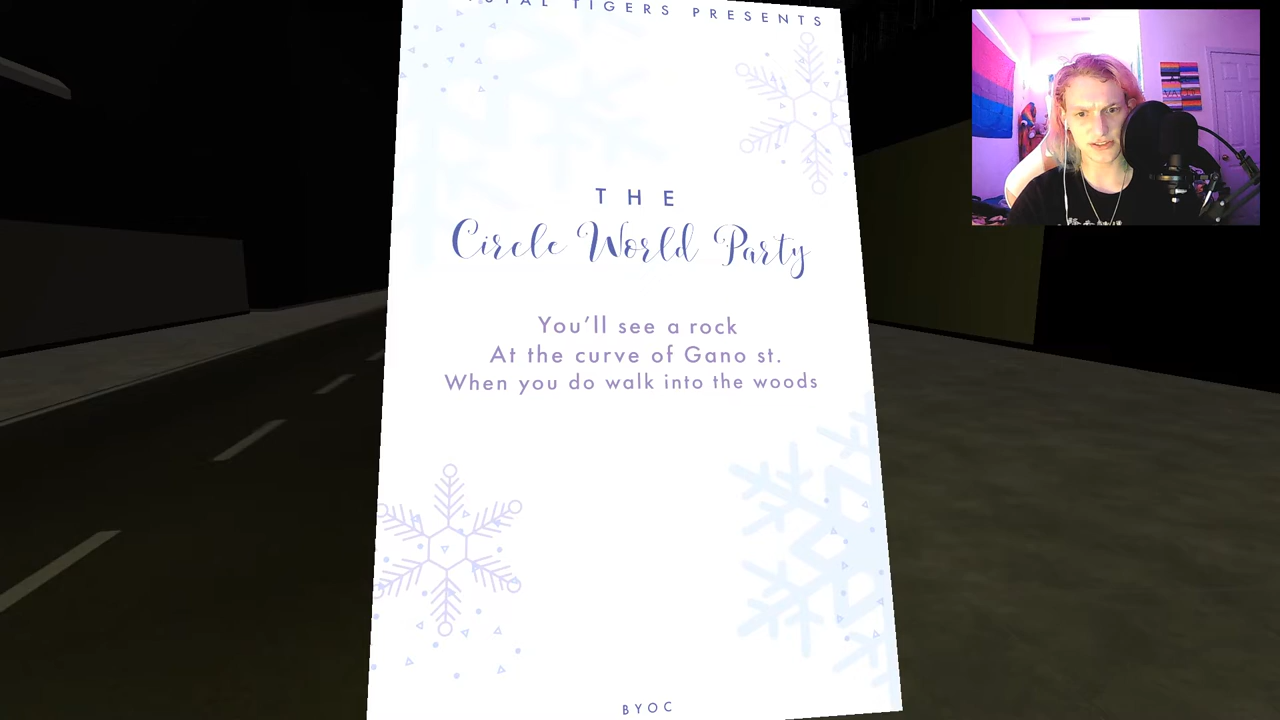 TIGERS PRESENTS
THE
Circle World Party
You'll see a rock
At the curve of Gano st.
When you do walk into the woods
BYOC